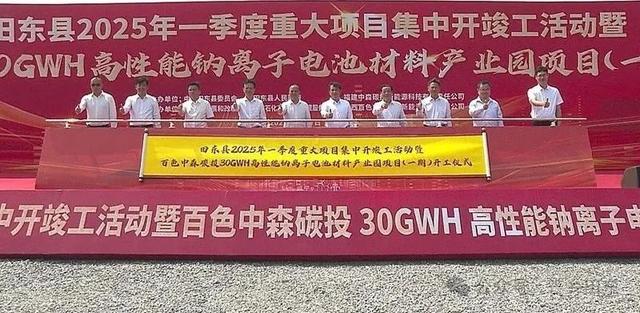 田东县2025年一季度重大项目集中开竣工活动暨
30GWH高性能钠离子电池材料产业园项目(一
田东县2025年一季度重大项目集中开竣工活动暨
百色中森碳投30GWH高性能钠离子电池材料产业园项目(一期)开工仪式
中开竣工活动暨百色中森碳投 30GWH 高性能钠离子电